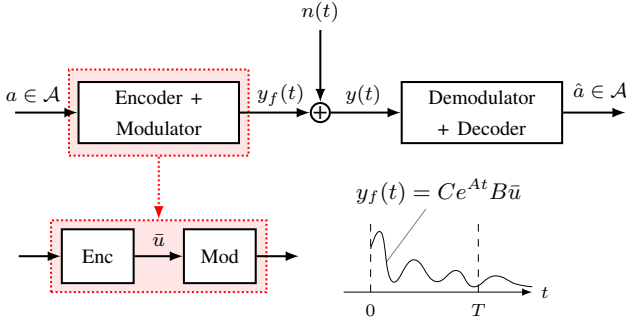 n(t)
a ∈ 𝒜
Encoder +
Modulator
y_f(t)
y(t)
Demodulator
+ Decoder
â ∈ 𝒜
Enc
ū
Mod
y_f(t) = Ce^{At}Bū
0
T
t